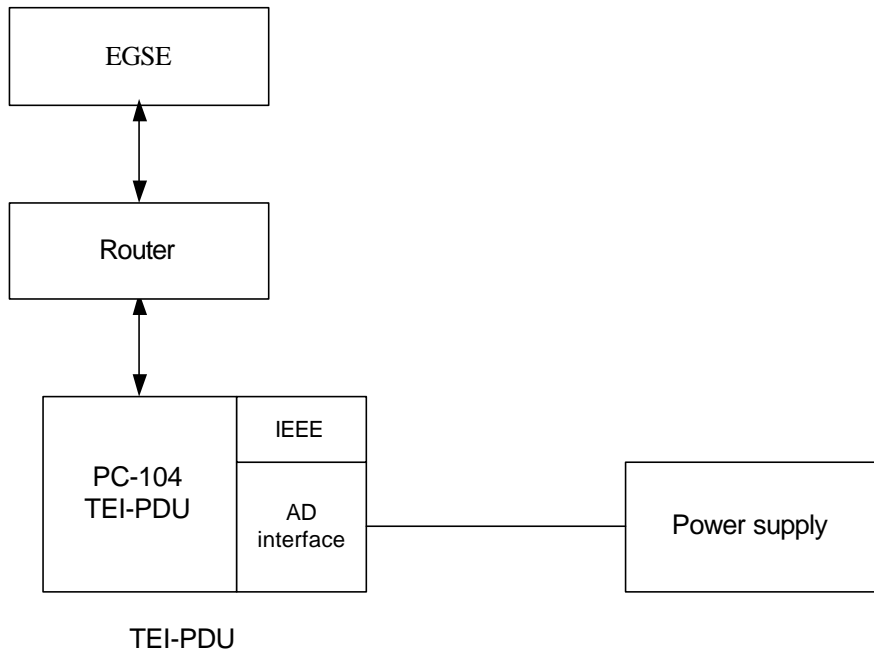 EGSE
Router
PC-104
TEI-PDU
IEEE
AD
interface
Power supply
TEI-PDU